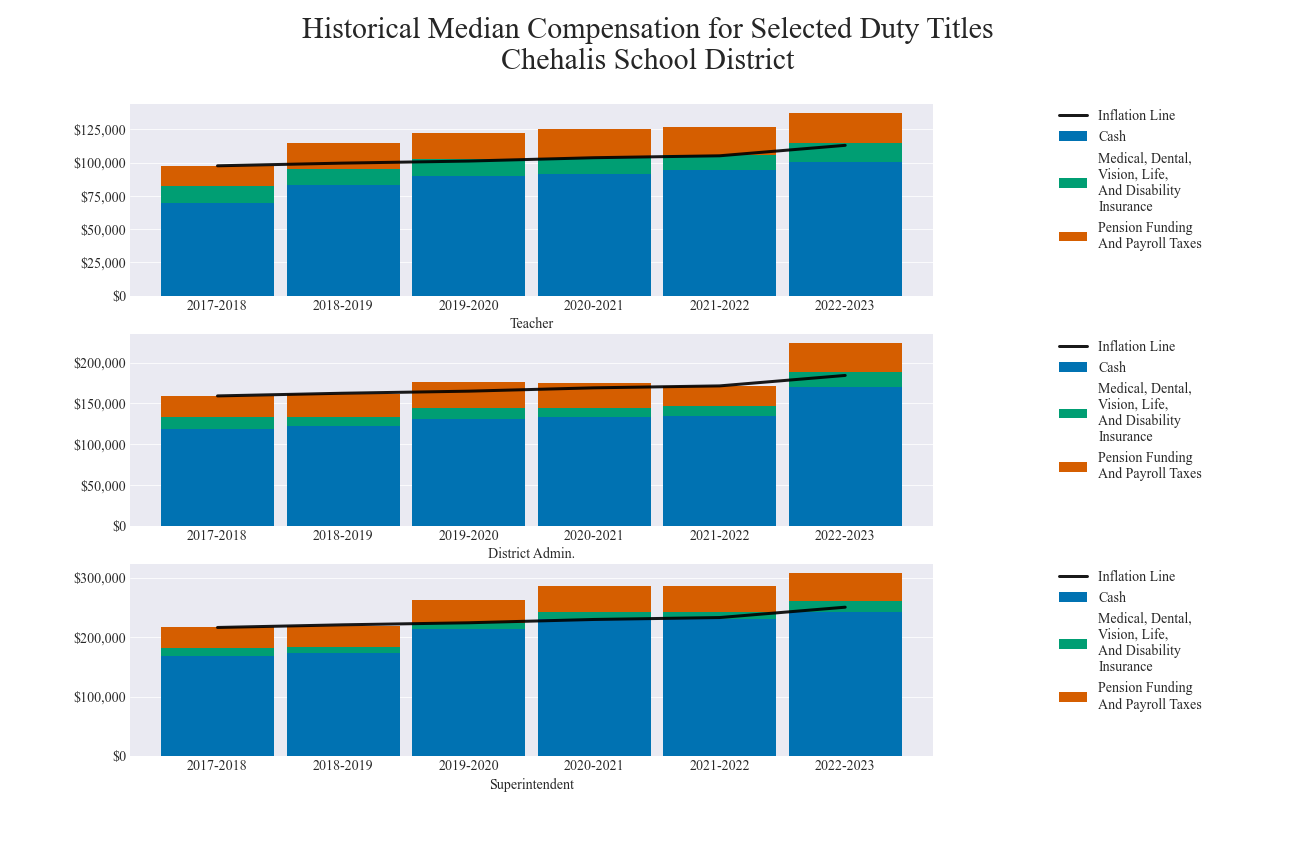 Historical Median Compensation for Selected Duty Titles
Chehalis School District
$125,000
$100,000
$75,000
$50,000
$25,000
$0
2017-2018 2018-2019 2019-2020 2020-2021 2021-2022 2022-2023
Teacher
Inflation Line
Cash
Medical, Dental,
Vision, Life,
And Disability
Insurance
Pension Funding
And Payroll Taxes
$200,000
$150,000
$100,000
$50,000
$0
2017-2018 2018-2019 2019-2020 2020-2021 2021-2022 2022-2023
District Admin.
Inflation Line
Cash
Medical, Dental,
Vision, Life,
And Disability
Insurance
Pension Funding
And Payroll Taxes
$300,000
$200,000
$100,000
$0
2017-2018 2018-2019 2019-2020 2020-2021 2021-2022 2022-2023
Superintendent
Inflation Line
Cash
Medical, Dental,
Vision, Life,
And Disability
Insurance
Pension Funding
And Payroll Taxes